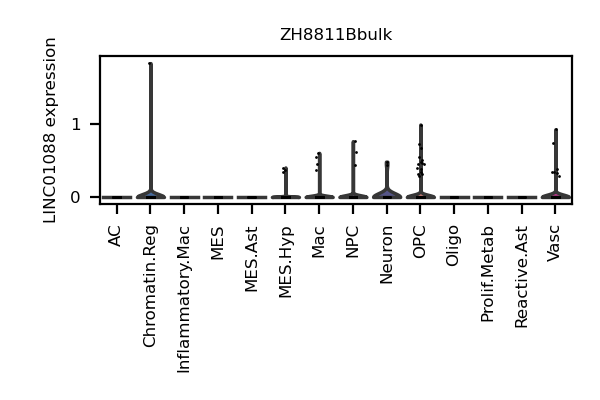 ZH8811Bbulk
LINC01088 expression
1
0
AC
Chromatin.Reg
Inflammatory.Mac
MES
MES.Ast
MES.Hyp
Mac
NPC
Neuron
OPC
Oligo
Prolif.Metab
Reactive.Ast
Vasc